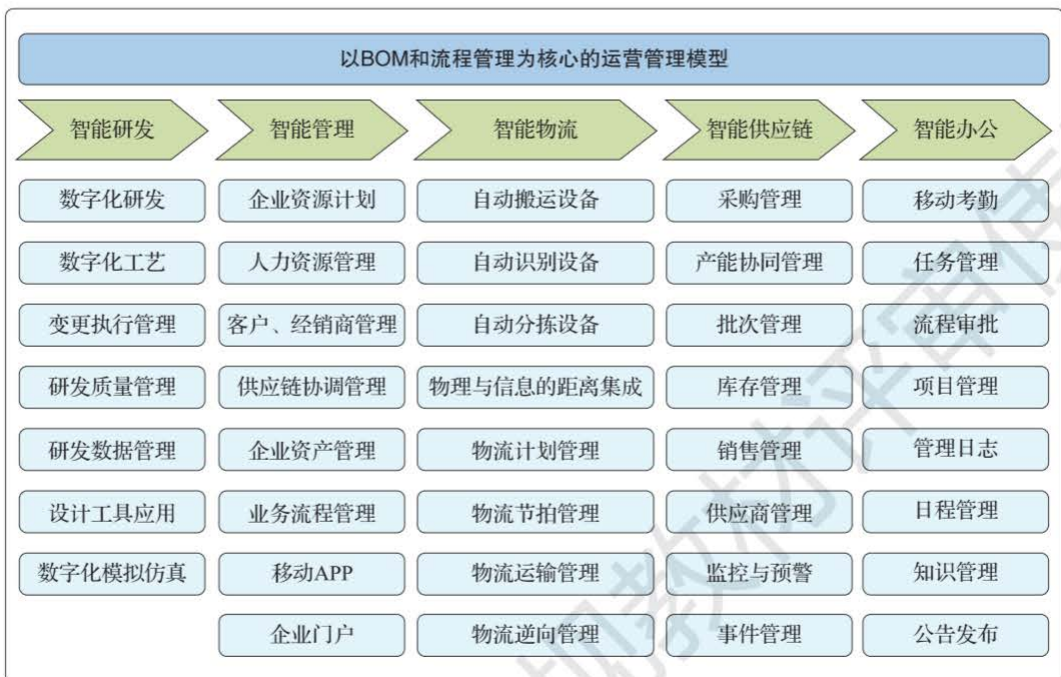 以BOM和流程管理为核心的运营管理模型
智能研发 智能管理 智能物流 智能供应链 智能办公
数字化研发 企业资源计划 自动搬运设备 采购管理 移动考勤
数字化工艺 人力资源管理 自动识别设备 产能协同管理 任务管理
变更执行管理 客户、经销商管理 自动分拣设备 批次管理 流程审批
研发质量管理 供应链协调管理 物理与信息的距离集成 库存管理 项目管理
研发数据管理 企业资产管理 物流计划管理 销售管理 管理日志
设计工具应用 业务流程管理 物流节拍管理 供应商管理 日程管理
数字化模拟仿真 移动APP 物流运输管理 监控与预警 知识管理
企业门户 物流逆向管理 事件管理 公告发布
教材评审使